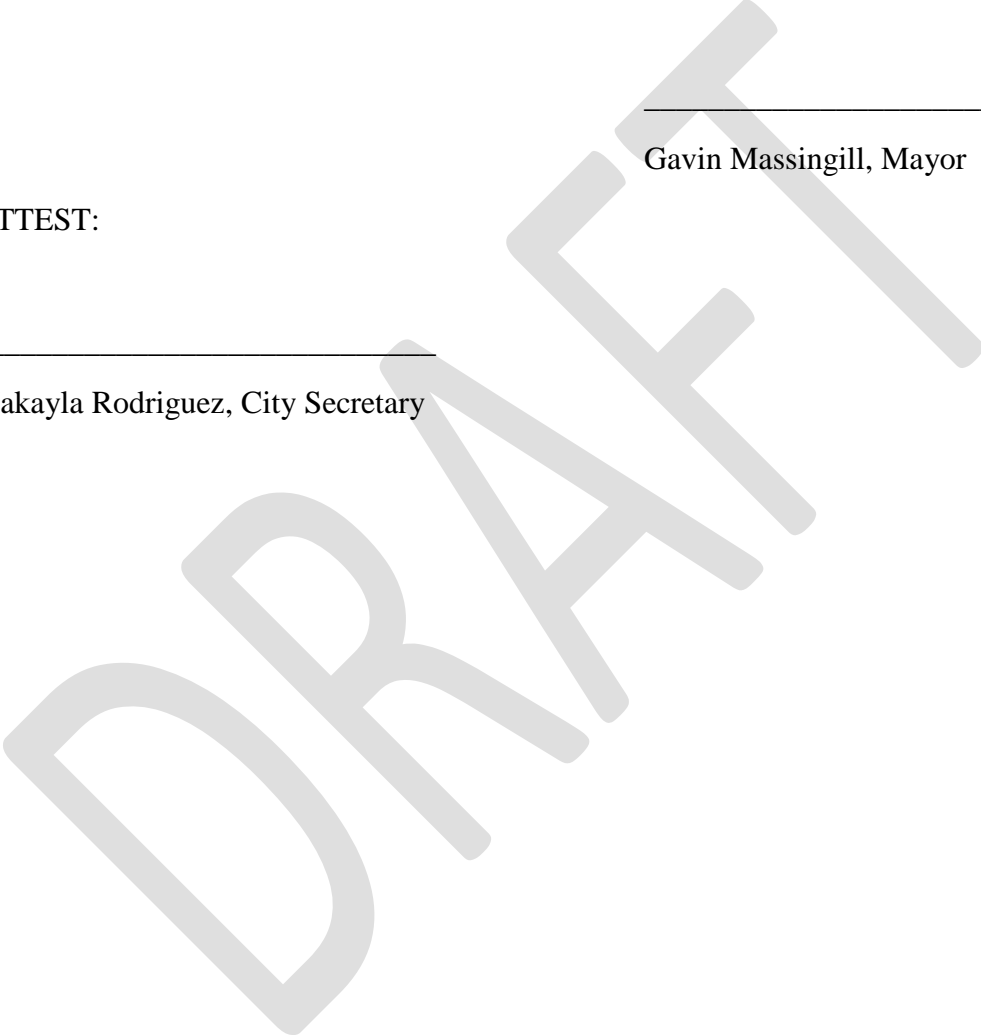 Gavin Massingill, Mayor
TTEST:
akayla Rodriguez, City Secretary
DRAFT